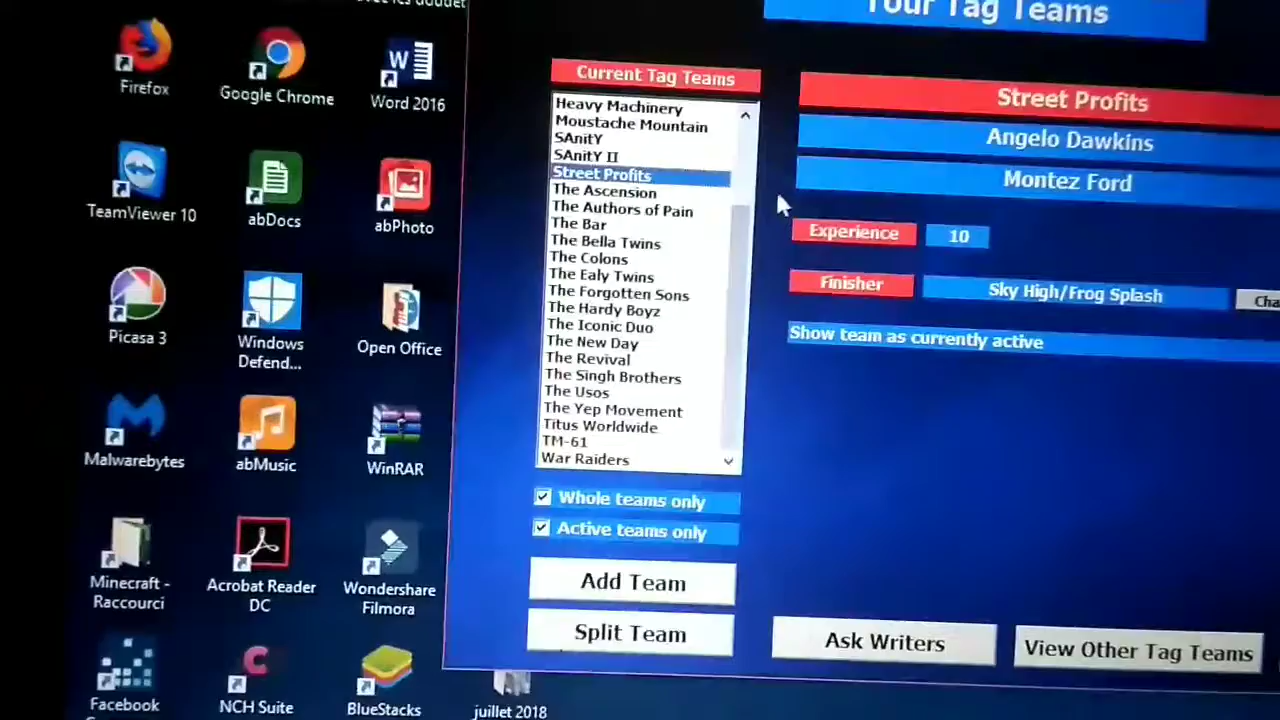 Your Tag Teams
Firefox
Google Chrome
Word 2016
TeamViewer 10
abDocs
abPhoto
Picasa 3
Windows
Defend...
Open Office
Malwarebytes
abMusic
WinRAR
Minecraft -
Raccourci
Acrobat Reader
DC
Wondershare
Filmora
Facebook
NCH Suite
BlueStacks
juillet 2018
Current Tag Teams
Heavy Machinery
Moustache Mountain
SAnitY
SAnitY II
Street Profits
The Ascension
The Authors of Pain
The Bar
The Bella Twins
The Colons
The Ealy Twins
The Forgotten Sons
The Hardy Boyz
The Iconic Duo
The New Day
The Revival
The Singh Brothers
The Usos
The Yep Movement
Titus Worldwide
TM-61
War Raiders
Whole teams only
Active teams only
Add Team
Split Team
Street Profits
Angelo Dawkins
Montez Ford
Experience 10
Finisher Sky High/Frog Splash Cha
Show team as currently active
Ask Writers
View Other Tag Teams